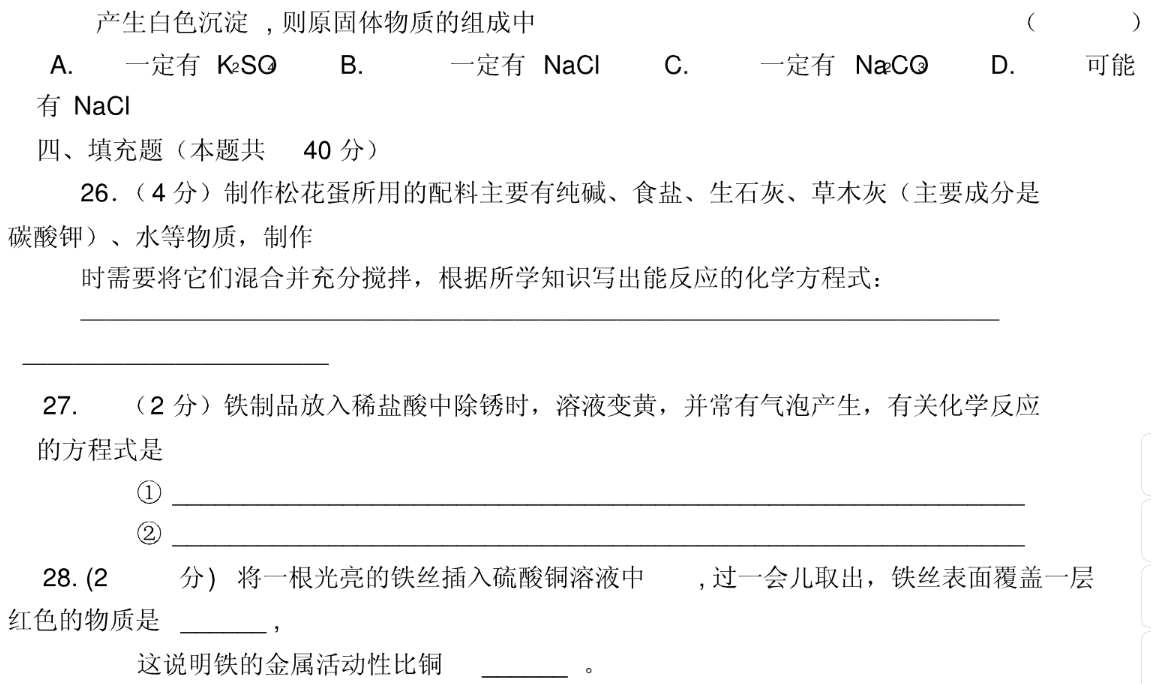 产生白色沉淀 ,则原固体物质的组成中 ( )
A. 一定有 K2SO4 B. 一定有 NaCl C. 一定有 Na2CO3 D. 可能
有 NaCl
四、填充题（本题共 40 分）
26.（4 分）制作松花蛋所用的配料主要有纯碱、食盐、生石灰、草木灰（主要成分是
碳酸钾）、水等物质，制作
时需要将它们混合并充分搅拌，根据所学知识写出能反应的化学方程式：
27. （2 分）铁制品放入稀盐酸中除锈时，溶液变黄，并常有气泡产生，有关化学反应
的方程式是
① ____________
② ____________
28. (2 分) 将一根光亮的铁丝插入硫酸铜溶液中 ,过一会儿取出，铁丝表面覆盖一层
红色的物质是 ______ ,
这说明铁的金属活动性比铜 ______ 。